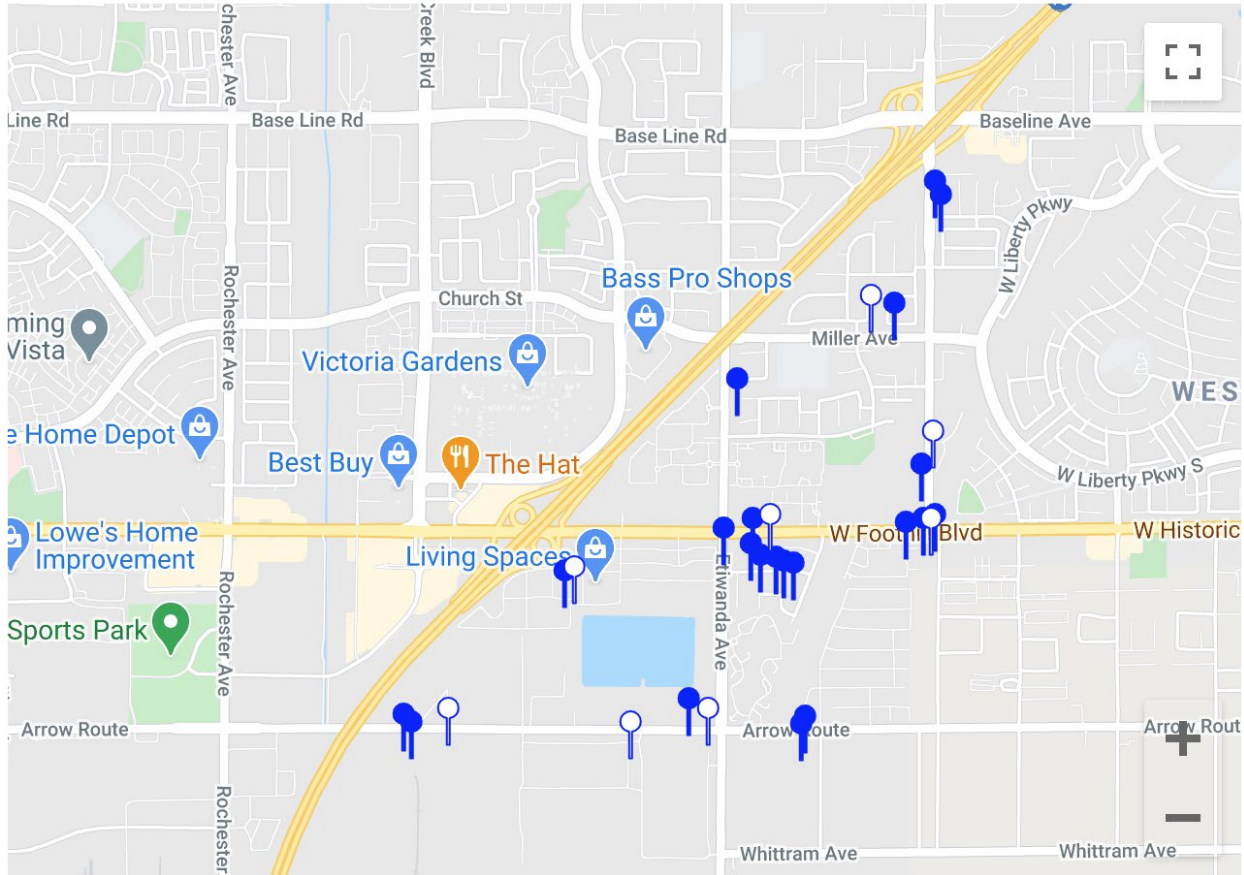 chester Ave
Creek Blvd
Line Rd
Base Line Rd
Base Line Rd
Baseline Ave
W Liberty Pkwy
Rochester Ave
Church St
Bass Pro Shops
Miller Ave
ming
Vista
Victoria Gardens
WES
e Home Depot
Best Buy
The Hat
W Liberty Pkwy S
Lowe's Home
Improvement
Living Spaces
W Foothill Blvd
W Historic
Etiwanda Ave
Rochester Ave
Sports Park
Arrow Route
Arrow Route
Arrow Rout
Rochester
Whittram Ave
Whittram Ave